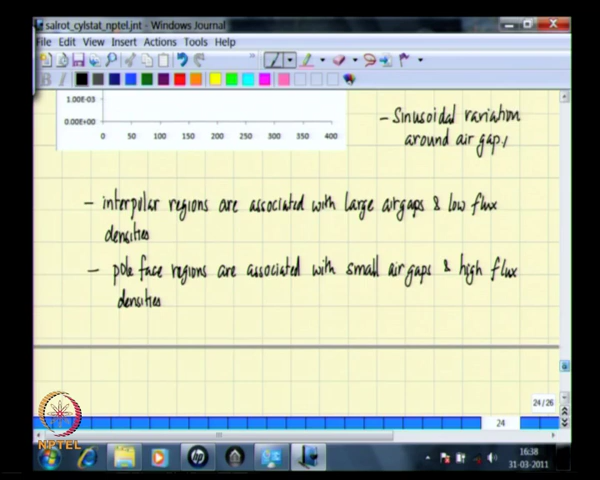 salrot_cylstat_nptel.jnt - Windows Journal
File Edit View Insert Actions Tools Help
1.00E-03
0.00E+00
0 50 100 150 200 250 300 350 400
- Sinusoidal variation
around air gap,
- interpolar regions are associated with large airgaps & low flux
densities
- pole face regions are associated with small air gaps & high flux
densities
24/26
24
NPTEL
16:38
31-03-2011